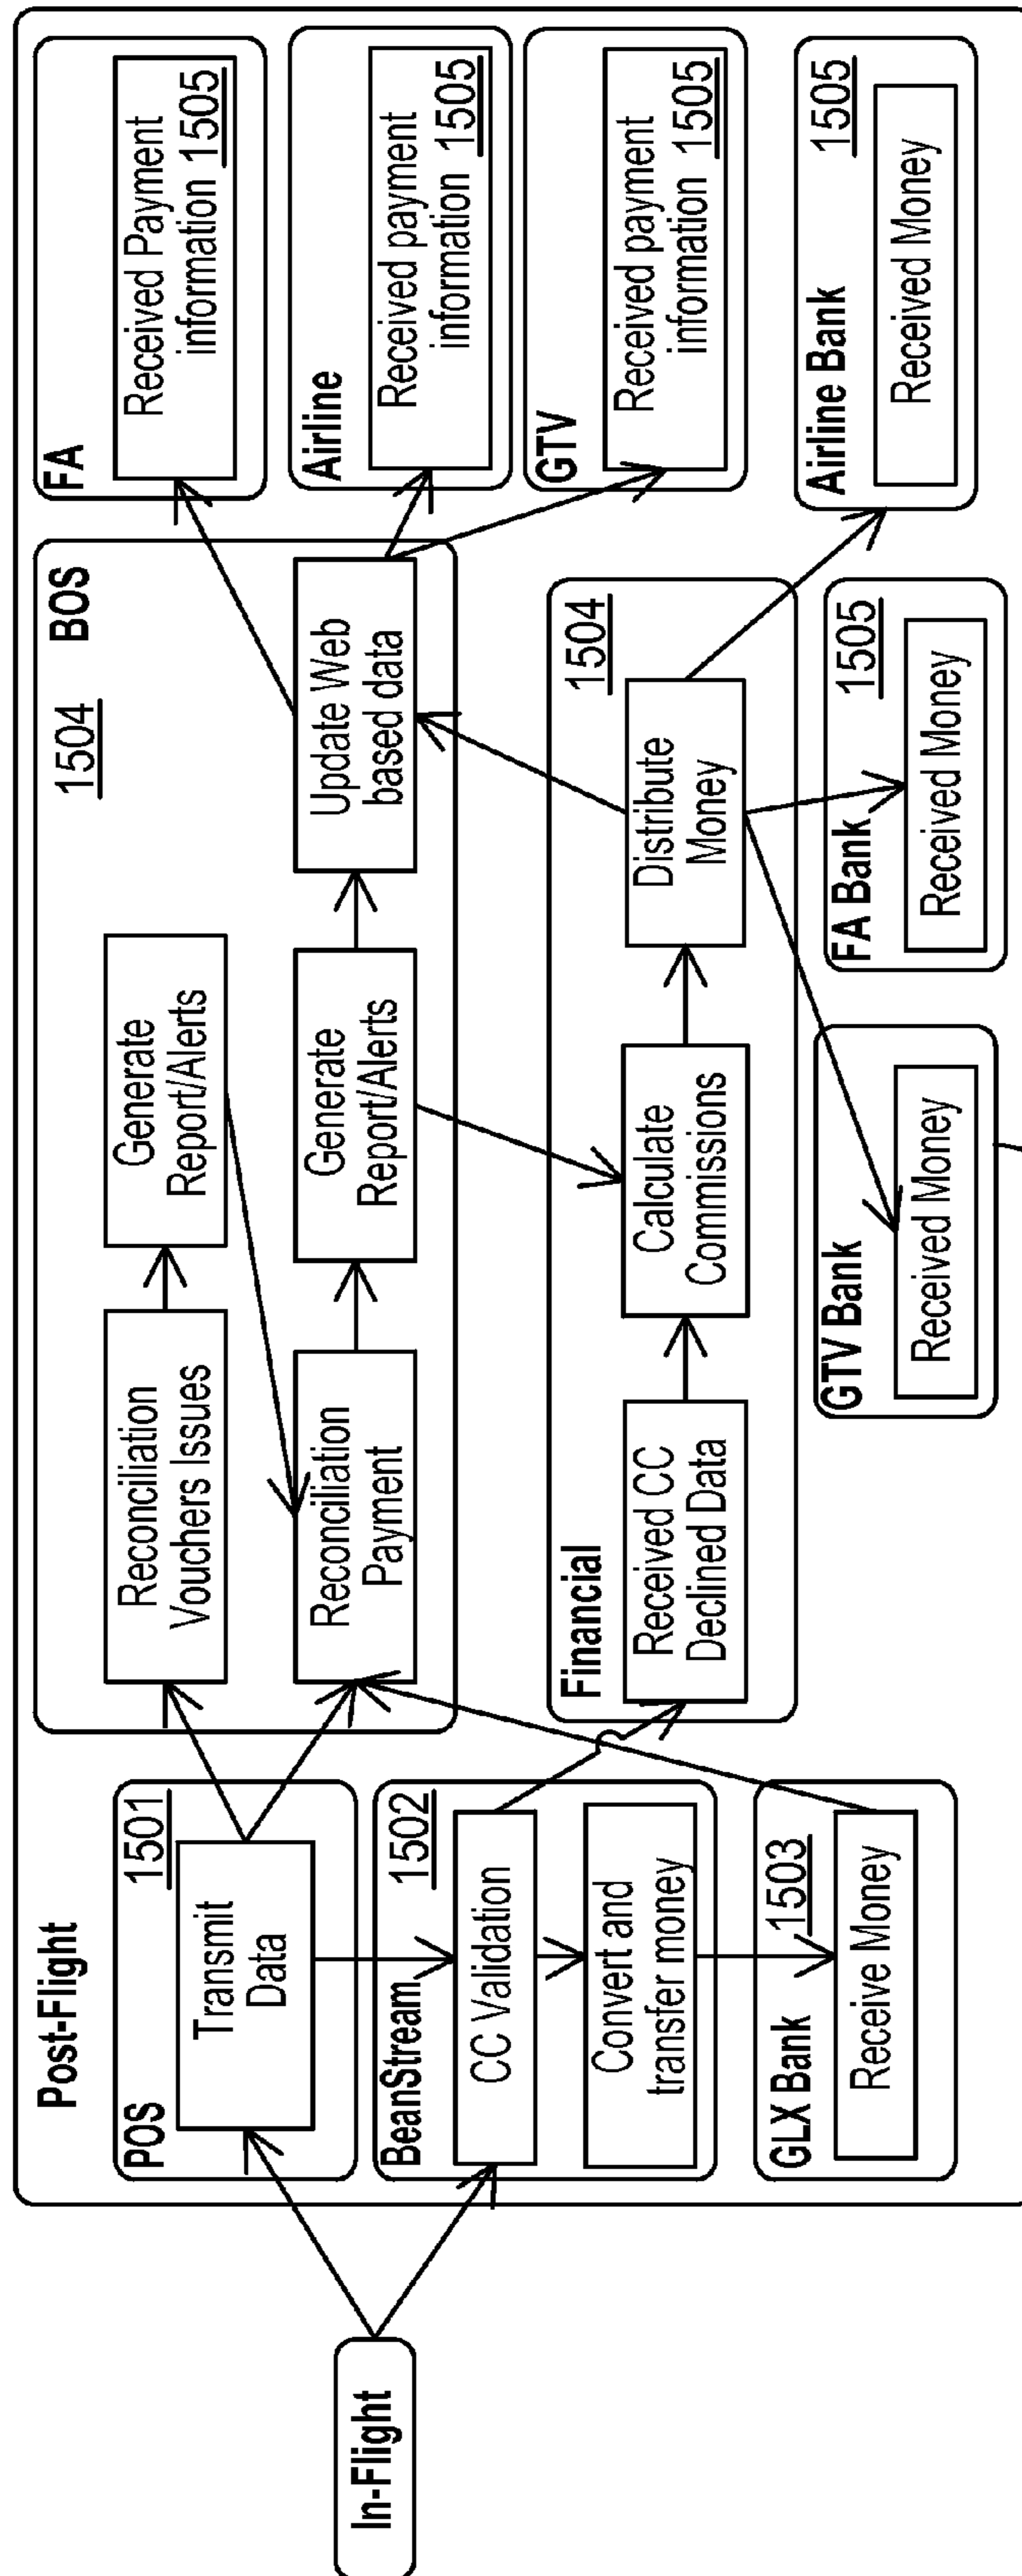 In-Flight
Post-Flight
POS
1501
Transmit
Data
BeanStream
1502
CC Validation
Convert and
transfer money
GLX Bank
1503
Receive Money
1504
BOS
Reconciliation
Vouchers Issues
Generate
Report/Alerts
Reconciliation
Payment
Generate
Report/Alerts
Update Web
based data
Financial
1504
Received CC
Declined Data
Calculate
Commissions
Distribute
Money
GTV Bank
Received Money
FA Bank
1505
Received Money
FA
Received Payment
information 1505
Airline
Received payment
information 1505
GTV
Received payment
information 1505
Airline Bank
1505
Received Money